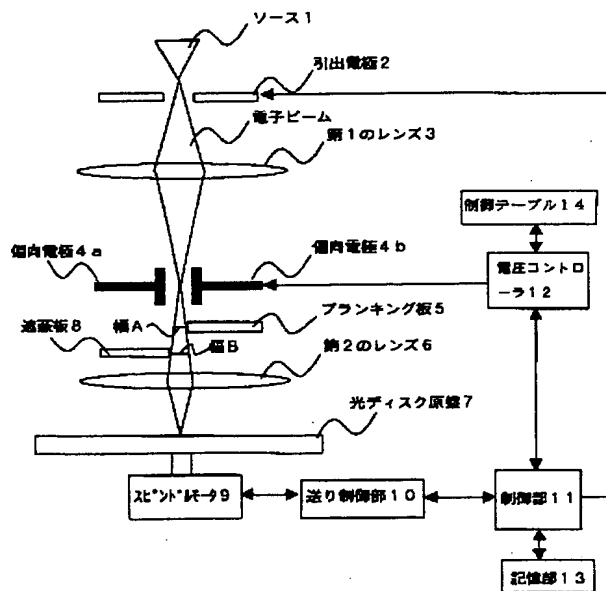 ソース1
引出電極2
電子ビーム
第1のレンズ3
制御テーブル14
偏向電極4a
偏向電極4b
電圧コントロ
ーラ12
ブランキング板5
幅A
遮蔽板8
幅B
第2のレンズ6
光ディスク原盤7
スピンドルモータ9
送り制御部10
制御部11
記憶部13